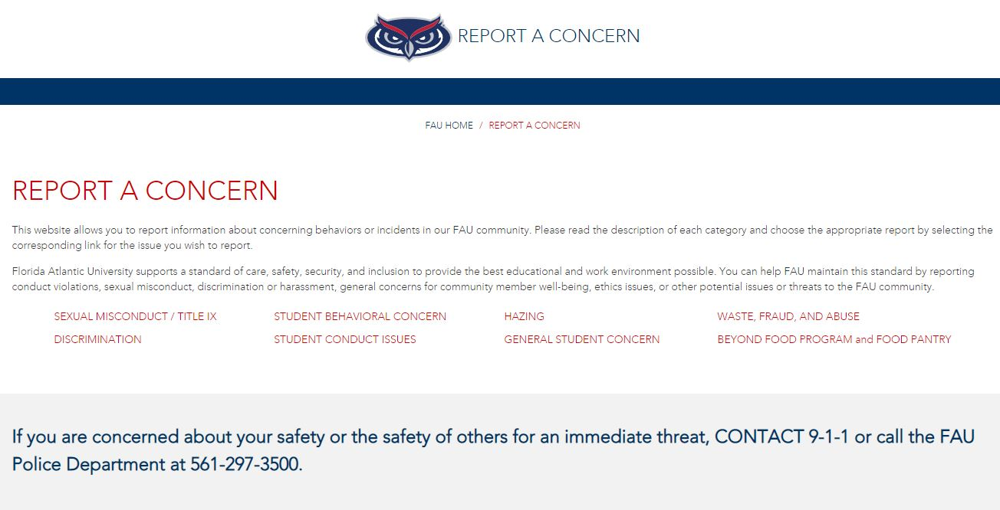 REPORT A CONCERN
FAU HOME / REPORT A CONCERN
REPORT A CONCERN
This website allows you to report information about concerning behaviors or incidents in our FAU community. Please read the description of each category and choose the appropriate report by selecting the
corresponding link for the issue you wish to report.
Florida Atlantic University supports a standard of care, safety, security, and inclusion to provide the best educational and work environment possible. You can help FAU maintain this standard by reporting
conduct violations, sexual misconduct, discrimination or harassment, general concerns for community member well-being, ethics issues, or other potential issues or threats to the FAU community.
SEXUAL MISCONDUCT / TITLE IX STUDENT BEHAVIORAL CONCERN HAZING WASTE, FRAUD, AND ABUSE
DISCRIMINATION STUDENT CONDUCT ISSUES GENERAL STUDENT CONCERN BEYOND FOOD PROGRAM and FOOD PANTRY
If you are concerned about your safety or the safety of others for an immediate threat, CONTACT 9-1-1 or call the FAU
Police Department at 561-297-3500.